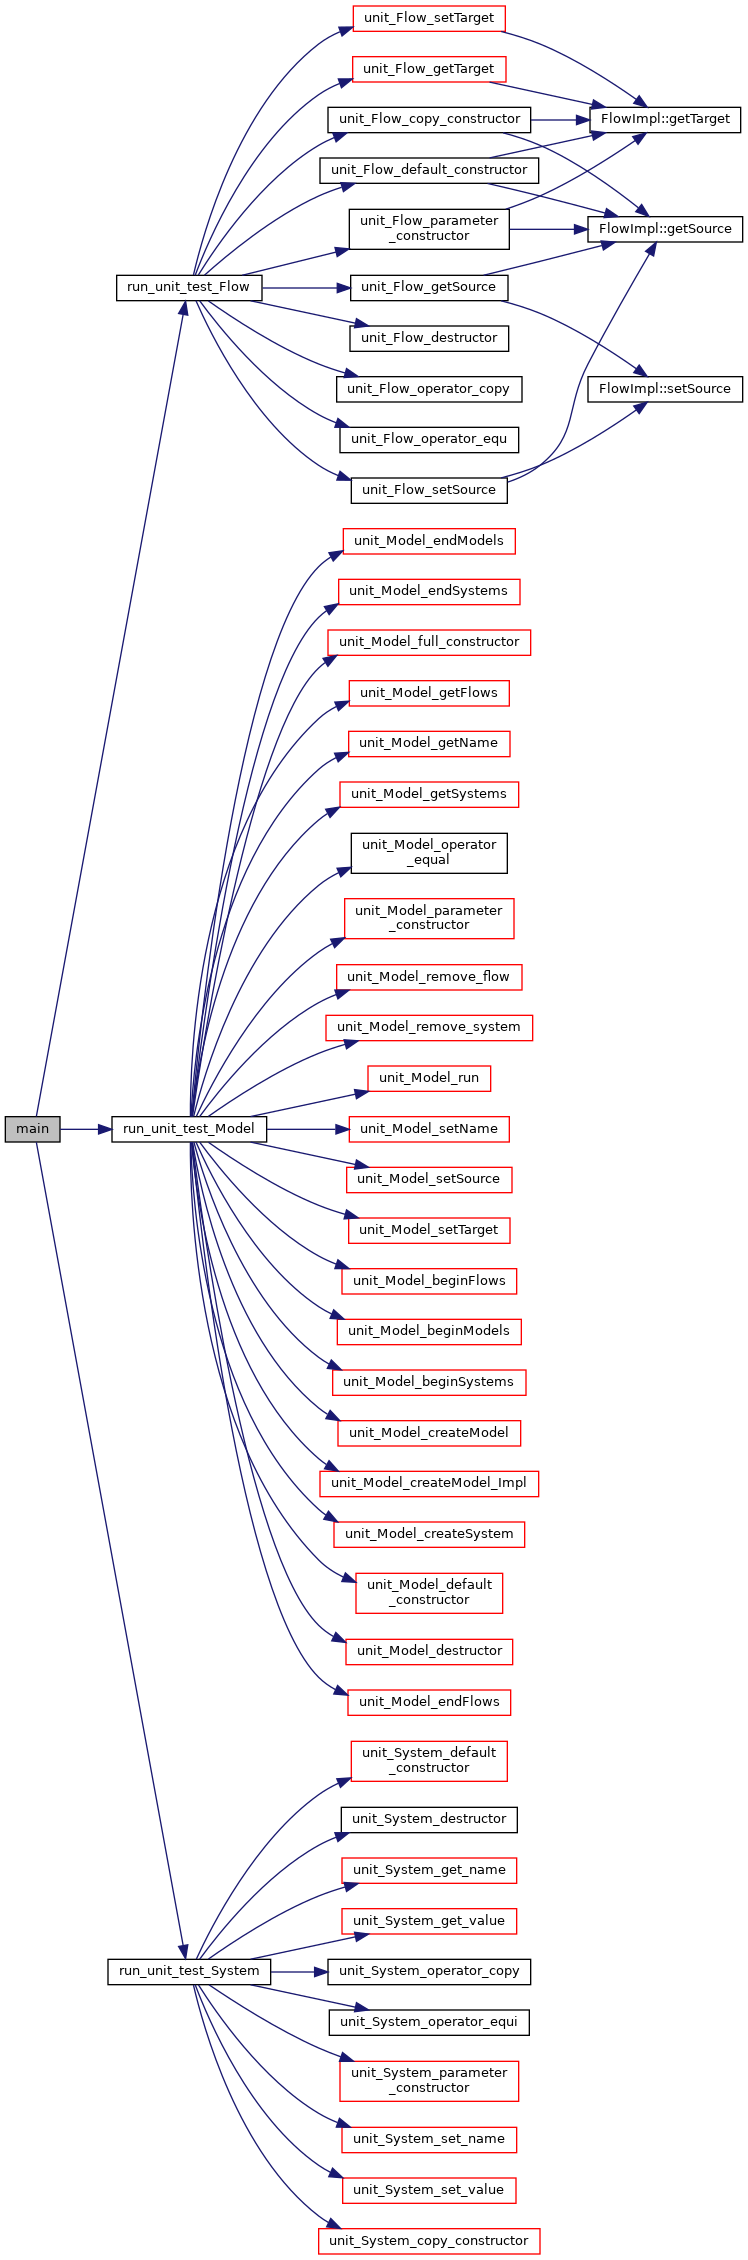 unit_Flow_setTarget
unit_Flow_getTarget
unit_Flow_copy_constructor
FlowImpl::getTarget
unit_Flow_default_constructor
unit_Flow_parameter
_constructor
FlowImpl::getSource
run_unit_test_Flow
unit_Flow_getSource
unit_Flow_destructor
unit_Flow_operator_copy
FlowImpl::setSource
unit_Flow_operator_equ
unit_Flow_setSource
unit_Model_endModels
unit_Model_endSystems
unit_Model_full_constructor
unit_Model_getFlows
unit_Model_getName
unit_Model_getSystems
unit_Model_operator
_equal
unit_Model_parameter
_constructor
unit_Model_remove_flow
unit_Model_remove_system
unit_Model_run
main
run_unit_test_Model
unit_Model_setName
unit_Model_setSource
unit_Model_setTarget
unit_Model_beginFlows
unit_Model_beginModels
unit_Model_beginSystems
unit_Model_createModel
unit_Model_createModel_Impl
unit_Model_createSystem
unit_Model_default
_constructor
unit_Model_destructor
unit_Model_endFlows
unit_System_default
_constructor
unit_System_destructor
unit_System_get_name
unit_System_get_value
run_unit_test_System
unit_System_operator_copy
unit_System_operator_equi
unit_System_parameter
_constructor
unit_System_set_name
unit_System_set_value
unit_System_copy_constructor